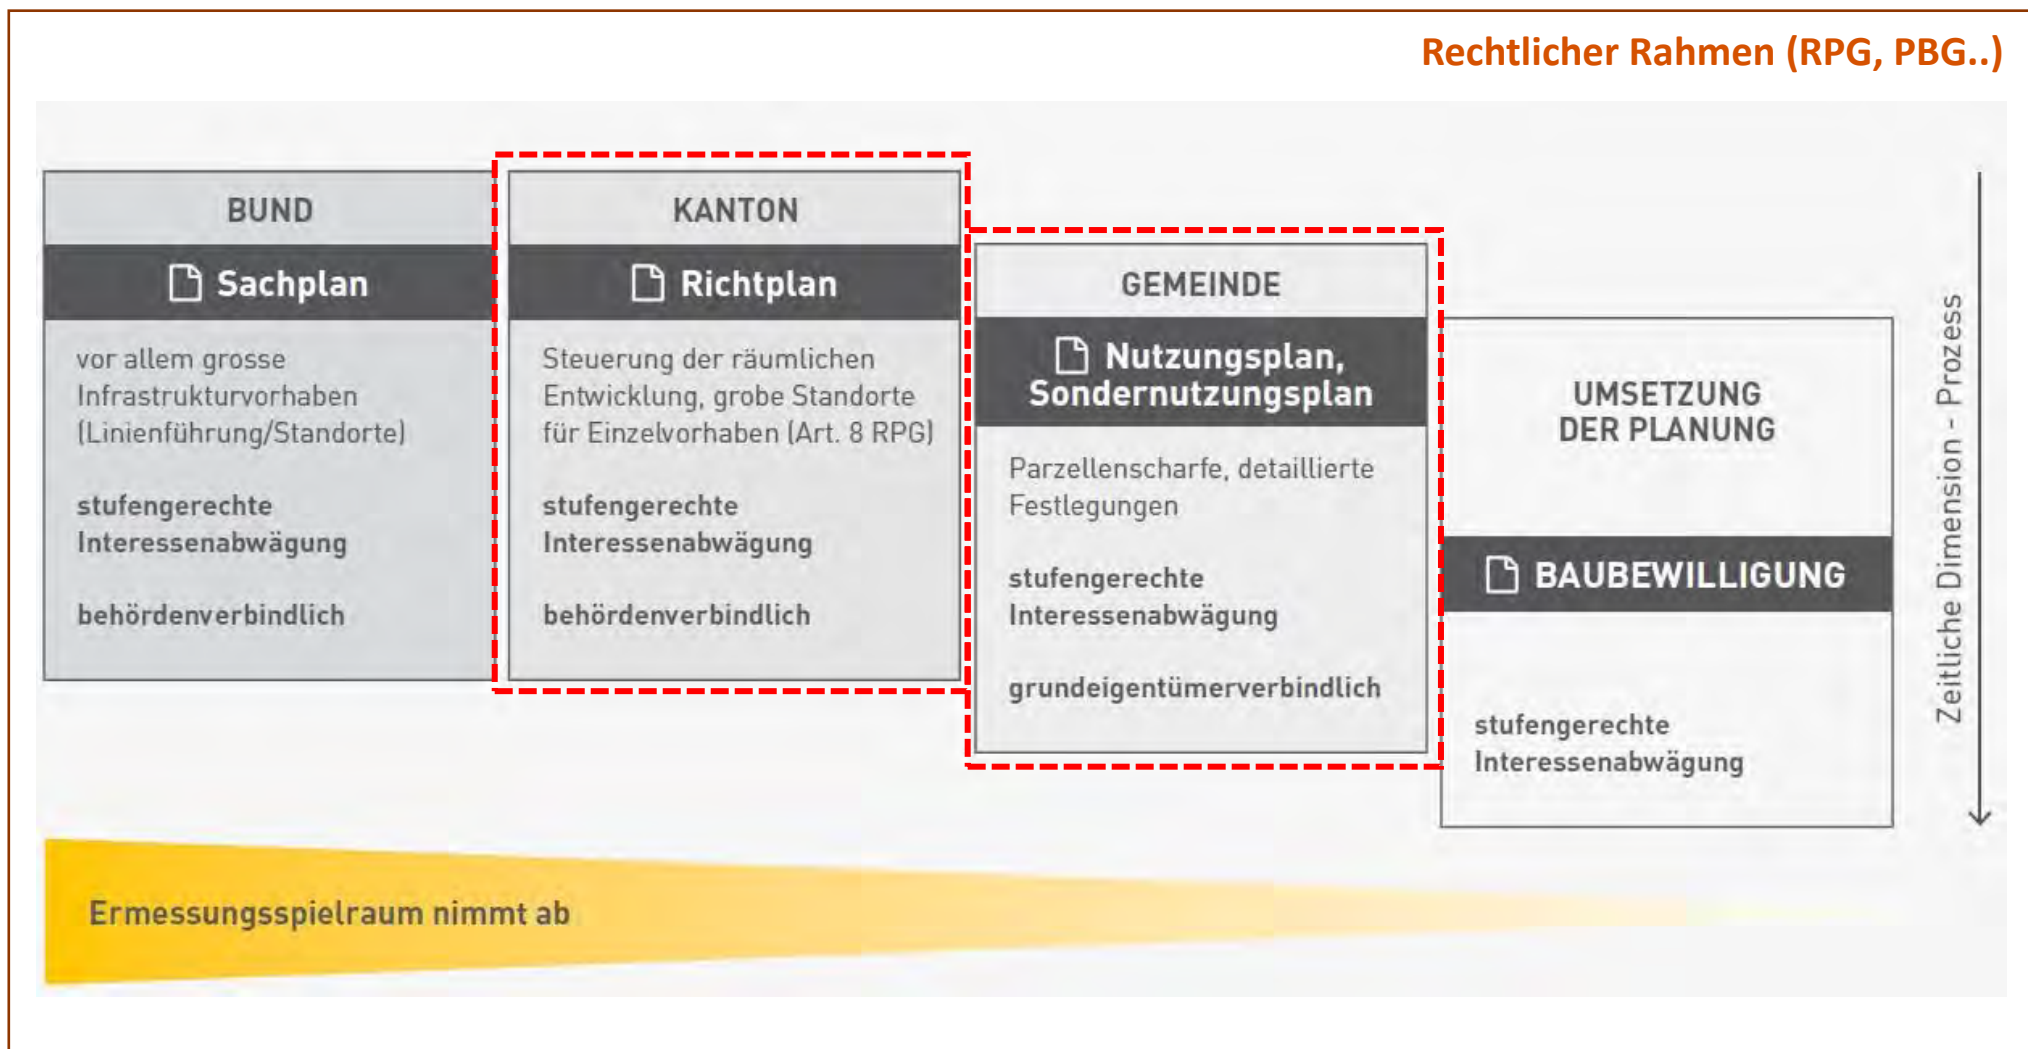 Rechtlicher Rahmen (RPG, PBG..)
BUND
Sachplan
vor allem grosse
Infrastrukturvorhaben
(Linienführung/Standorte)
stufengerechte
Interessenabwägung
behördenverbindlich
KANTON
Richtplan
Steuerung der räumlichen
Entwicklung, grobe Standorte
für Einzelvorhaben (Art. 8 RPG)
stufengerechte
Interessenabwägung
behördenverbindlich
GEMEINDE
Nutzungsplan,
Sondernutzungsplan
Parzellenscharfe, detaillierte
Festlegungen
stufengerechte
Interessenabwägung
grundeigentümerverbindlich
UMSETZUNG
DER PLANUNG
BAUBEWILLIGUNG
stufengerechte
Interessenabwägung
Zeitliche Dimension - Prozess
Ermessungsspielraum nimmt ab